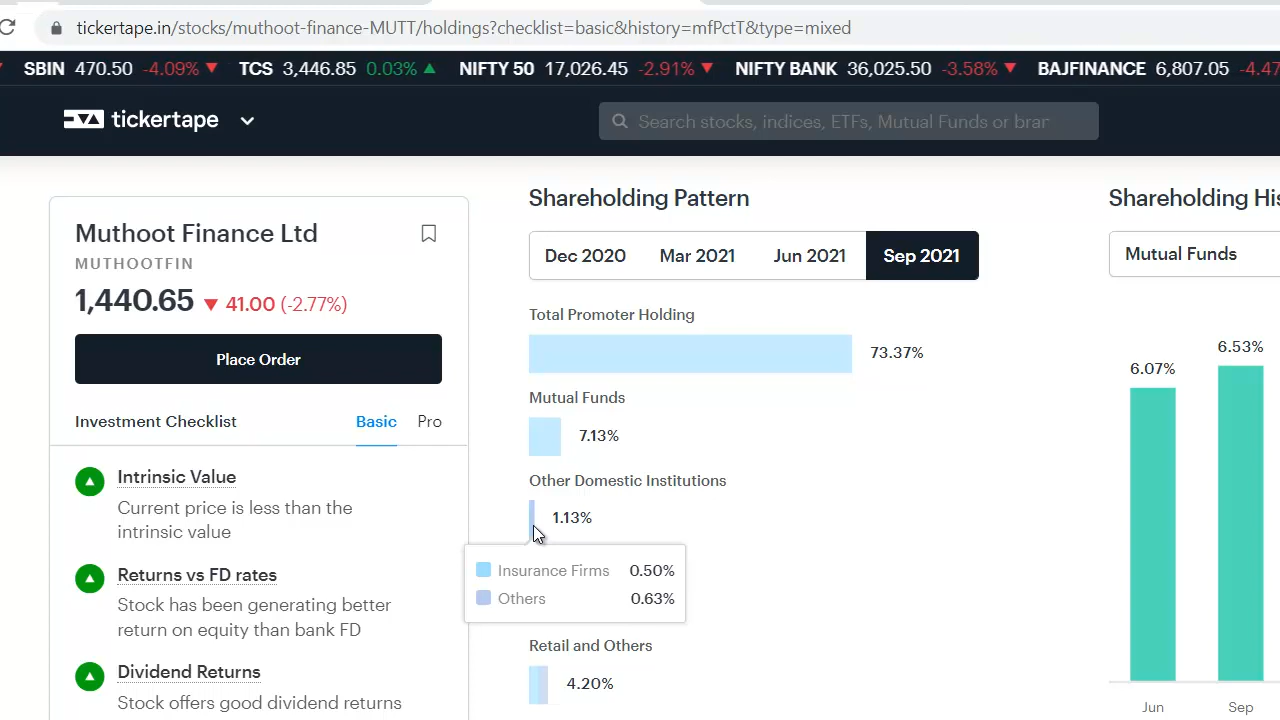 tickertape.in/stocks/muthoot-finance-MUTT/holdings?checklist=basic&history=mfPctT&type=mixed
SBIN 470.50 -4.09% ▼ TCS 3,446.85 0.03% ▲ NIFTY 50 17,026.45 -2.91% ▼ NIFTY BANK 36,025.50 -3.58% ▼ BAJFINANCE 6,807.05 -4.47
tickertape
Search stocks, indices, ETFs, Mutual Funds or brar
Muthoot Finance Ltd
MUTHOOTFIN
1,440.65 ▼ 41.00 (-2.77%)
Place Order
Investment Checklist Basic Pro
Intrinsic Value
Current price is less than the
intrinsic value
Returns vs FD rates
Stock has been generating better
return on equity than bank FD
Dividend Returns
Stock offers good dividend returns
Shareholding Pattern
Dec 2020 Mar 2021 Jun 2021 Sep 2021
Total Promoter Holding
73.37%
Mutual Funds
7.13%
Other Domestic Institutions
1.13%
Insurance Firms 0.50%
Others 0.63%
Retail and Others
4.20%
Shareholding His
Mutual Funds
6.07%
6.53%
Jun Sep